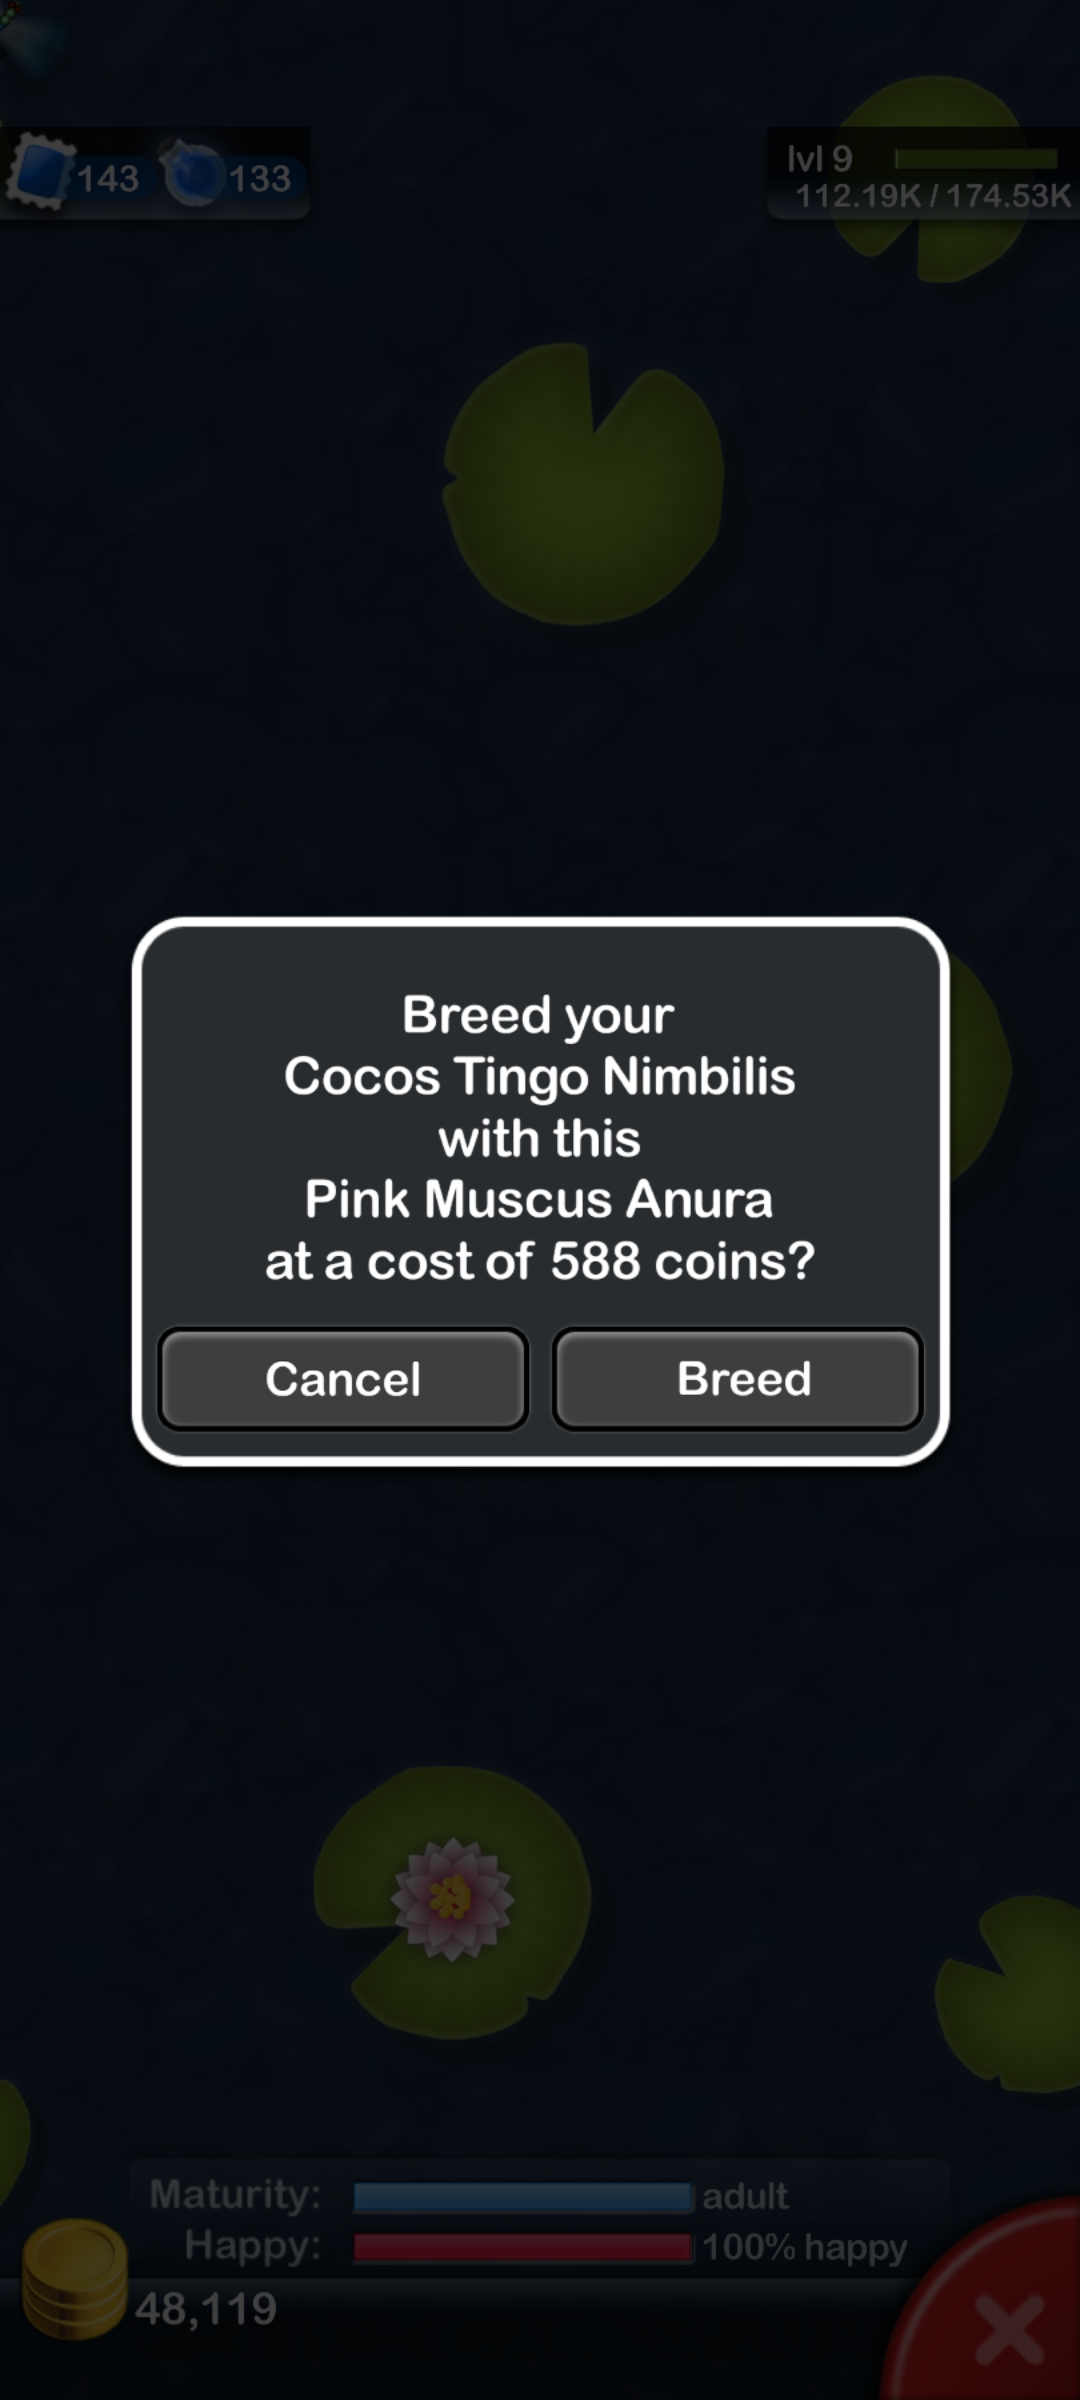 143 133
lvl 9
112.19K / 174.53K
Breed your
Cocos Tingo Nimbilis
with this
Pink Muscus Anura
at a cost of 588 coins?
Cancel Breed
Maturity: adult
Happy: 100% happy
48,119